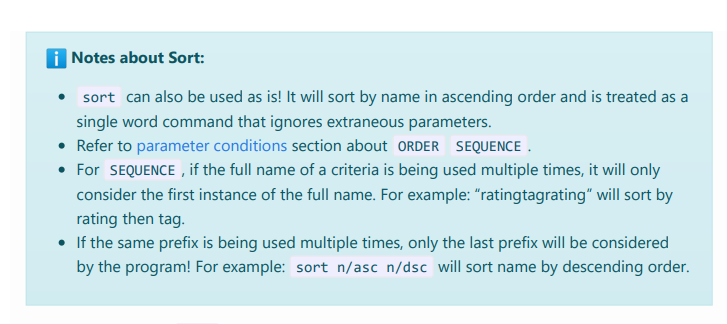 Notes about Sort:
sort can also be used as is! It will sort by name in ascending order and is treated as a
single word command that ignores extraneous parameters.
Refer to parameter conditions section about ORDER SEQUENCE.
For SEQUENCE, if the full name of a criteria is being used multiple times, it will only
consider the first instance of the full name. For example: “ratingtagrating” will sort by
rating then tag.
If the same prefix is being used multiple times, only the last prefix will be considered
by the program! For example: sort n/asc n/dsc will sort name by descending order.